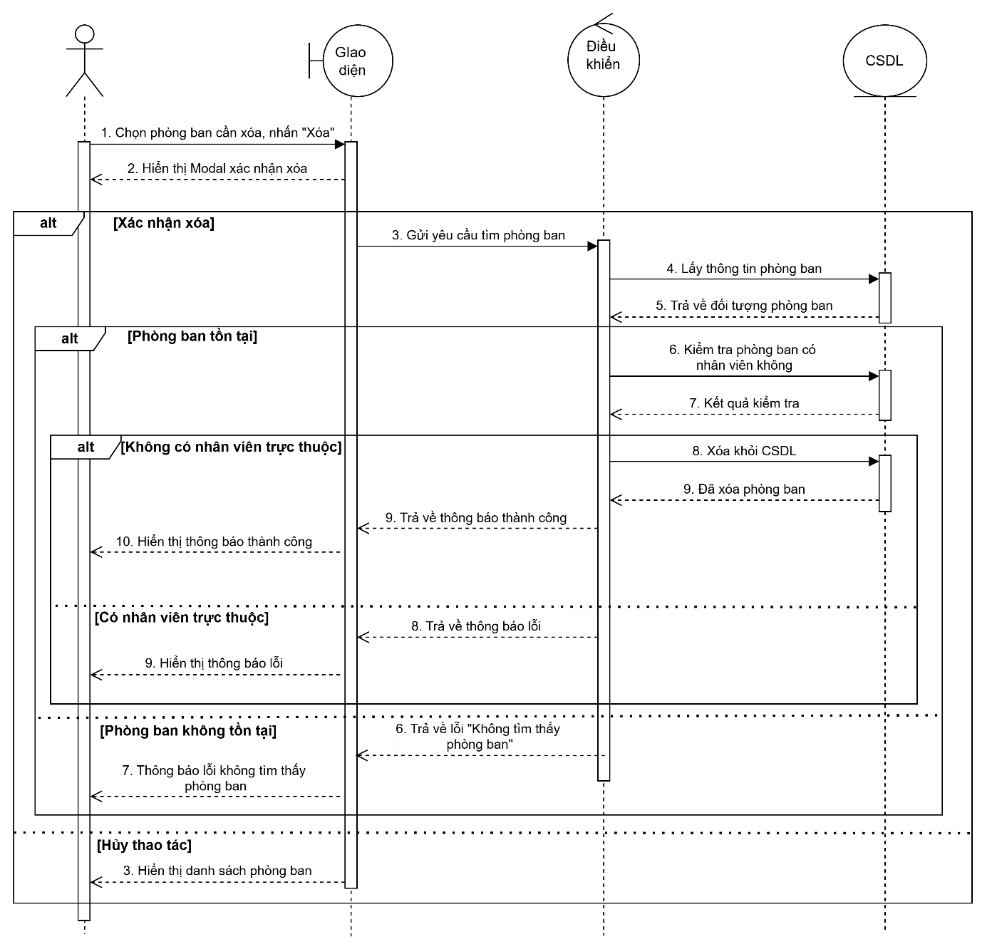 GIao
diện
Điều
khiển
CSDL
1. Chọn phòng ban cần xóa, nhấn "Xóa"
2. Hiển thị Modal xác nhận xóa
alt
[Xác nhận xóa]
3. Gửi yêu cầu tìm phòng ban
4. Lấy thông tin phòng ban
5. Trả về đối tượng phòng ban
alt
[Phòng ban tồn tại]
6. Kiểm tra phòng ban có
nhân viên không
7. Kết quả kiểm tra
alt
[Không có nhân viên trực thuộc]
8. Xóa khỏi CSDL
9. Đã xóa phòng ban
9. Trả về thông báo thành công
10. Hiển thị thông báo thành công
[Có nhân viên trực thuộc]
8. Trả về thông báo lỗi
9. Hiển thị thông báo lỗi
[Phòng ban không tồn tại]
6. Trả về lỗi "Không tìm thấy
phòng ban"
7. Thông báo lỗi không tìm thấy
phòng ban
[Hủy thao tác]
3. Hiển thị danh sách phòng ban